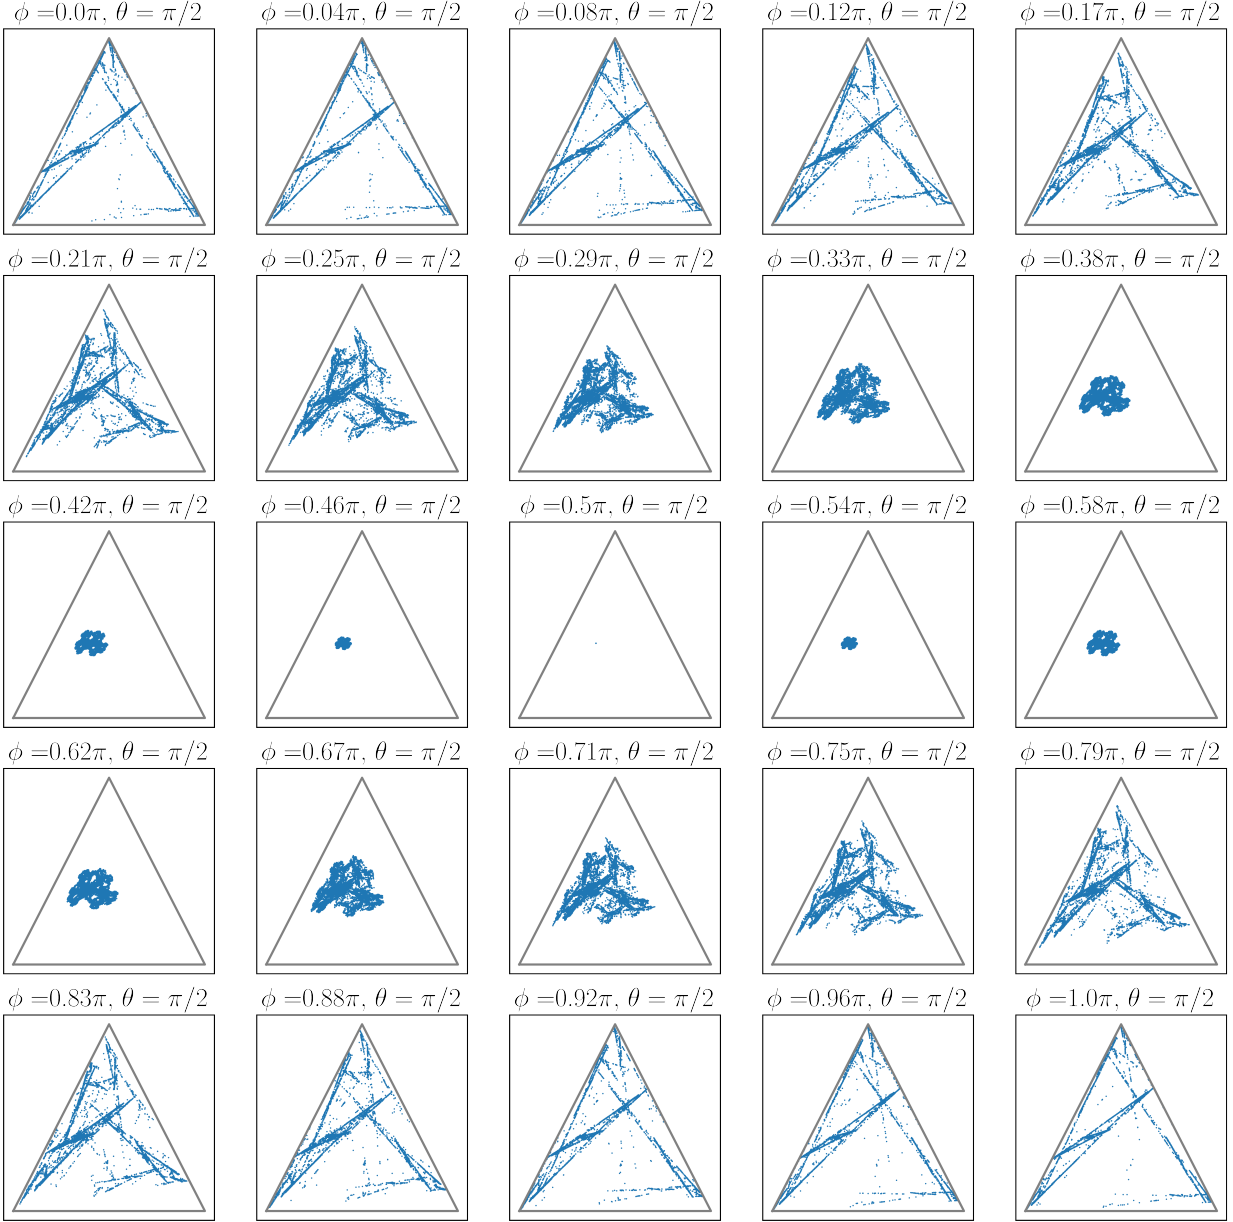 ϕ =0.0π, θ = π/2
ϕ =0.04π, θ = π/2
ϕ =0.08π, θ = π/2
ϕ =0.12π, θ = π/2
ϕ =0.17π, θ = π/2
ϕ =0.21π, θ = π/2
ϕ =0.25π, θ = π/2
ϕ =0.29π, θ = π/2
ϕ =0.33π, θ = π/2
ϕ =0.38π, θ = π/2
ϕ =0.42π, θ = π/2
ϕ =0.46π, θ = π/2
ϕ =0.5π, θ = π/2
ϕ =0.54π, θ = π/2
ϕ =0.58π, θ = π/2
ϕ =0.62π, θ = π/2
ϕ =0.67π, θ = π/2
ϕ =0.71π, θ = π/2
ϕ =0.75π, θ = π/2
ϕ =0.79π, θ = π/2
ϕ =0.83π, θ = π/2
ϕ =0.88π, θ = π/2
ϕ =0.92π, θ = π/2
ϕ =0.96π, θ = π/2
ϕ =1.0π, θ = π/2